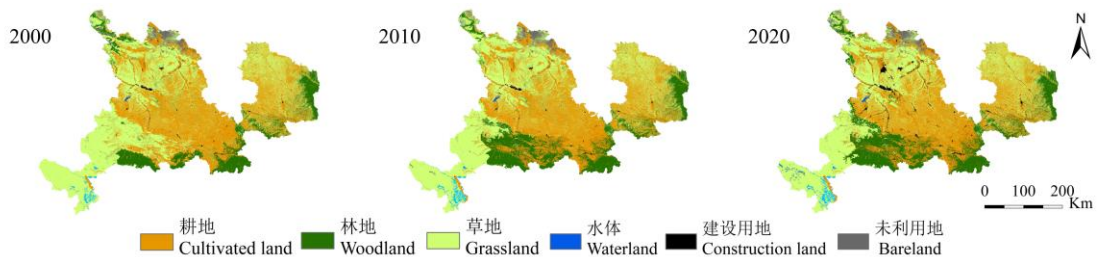 2000
2010
2020
N
0 100 200
Km
耕地
Cultivated land
林地
Woodland
草地
Grassland
水体
Waterland
建设用地
Construction land
未利用地
Bareland